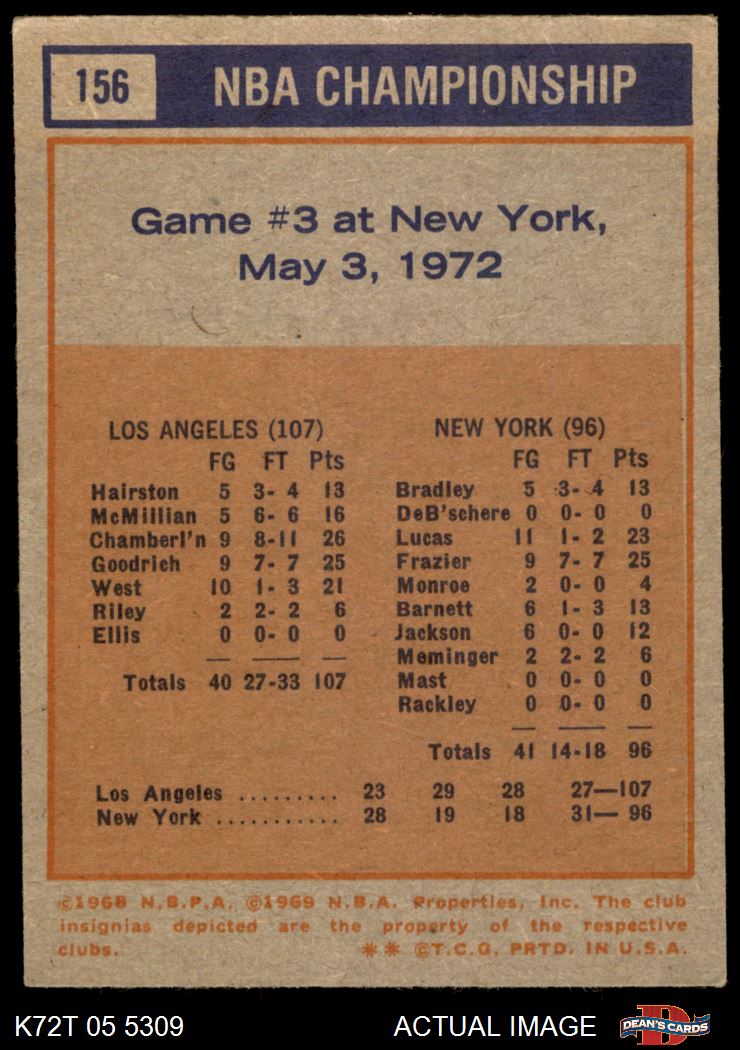 156 NBA CHAMPIONSHIP
Game #3 at New York,
May 3, 1972
LOS ANGELES (107)
FG FT Pts
Hairston 5 3- 4 13
McMillian 5 6- 6 16
Chamberl'n 9 8-11 26
Goodrich 9 7- 7 25
West 10 1- 3 21
Riley 2 2- 2 6
Ellis 0 0- 0 0
Totals 40 27-33 107
NEW YORK (96)
FG FT Pts
Bradley 5 3- 4 13
DeB'schere 0 0- 0 0
Lucas 11 1- 2 23
Frazier 9 7- 7 25
Monroe 2 0- 0 4
Barnett 6 1- 3 13
Jackson 6 0- 0 12
Meminger 2 2- 2 6
Mast 0 0- 0 0
Rackley 0 0- 0 0
Totals 41 14-18 96
Los Angeles ......... 23 29 28 27—107
New York ........... 28 19 18 31— 96
©1968 N.B.P.A. ©1969 N.B.A. Properties, Inc. The club
insignias depicted are the property of the respective
clubs. ** ©T.C.G. PRTD. IN U.S.A.
K72T 05 5309 ACTUAL IMAGE D DEAN'S CARDS